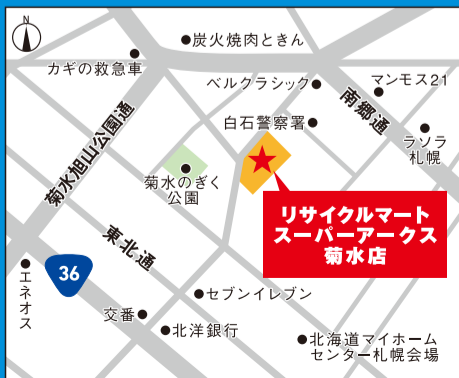 N
炭火焼肉ときん
カギの救急車
ベルクラシック
マンモス21
南郷通
白石警察署
ラソラ
札幌
菊水旭山公園通
菊水のぎく
公園
リサイクルマート
スーパーアークス
菊水店
東北通
36
エネオス
セブンイレブン
交番
北洋銀行
北海道マイホーム
センター札幌会場